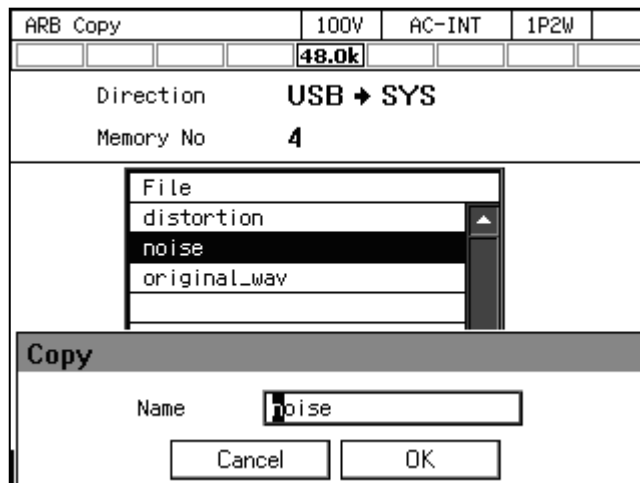 ARB Copy 100V AC-INT 1P2W
48.0k
Direction USB → SYS
Memory No 4
File
distortion
noise
original_wav
Copy
Name noise
Cancel OK